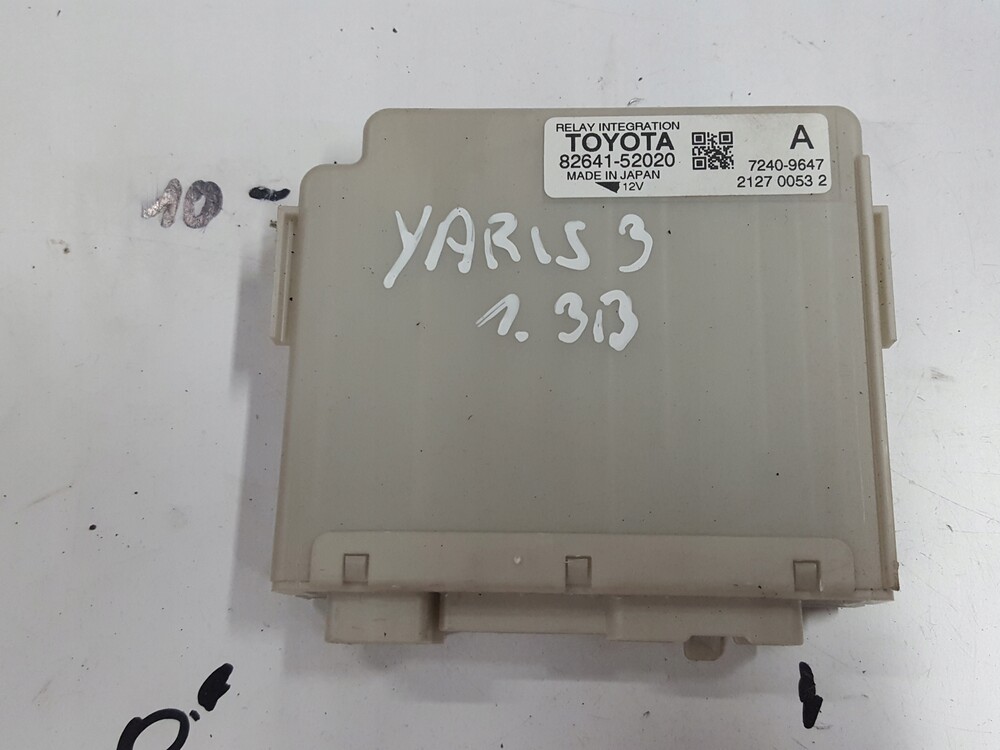 RELAY INTEGRATION
TOYOTA
82641-52020
MADE IN JAPAN
12V
A
7240-9647
2127 0053 2
YARIS 3
1.3B
10 -